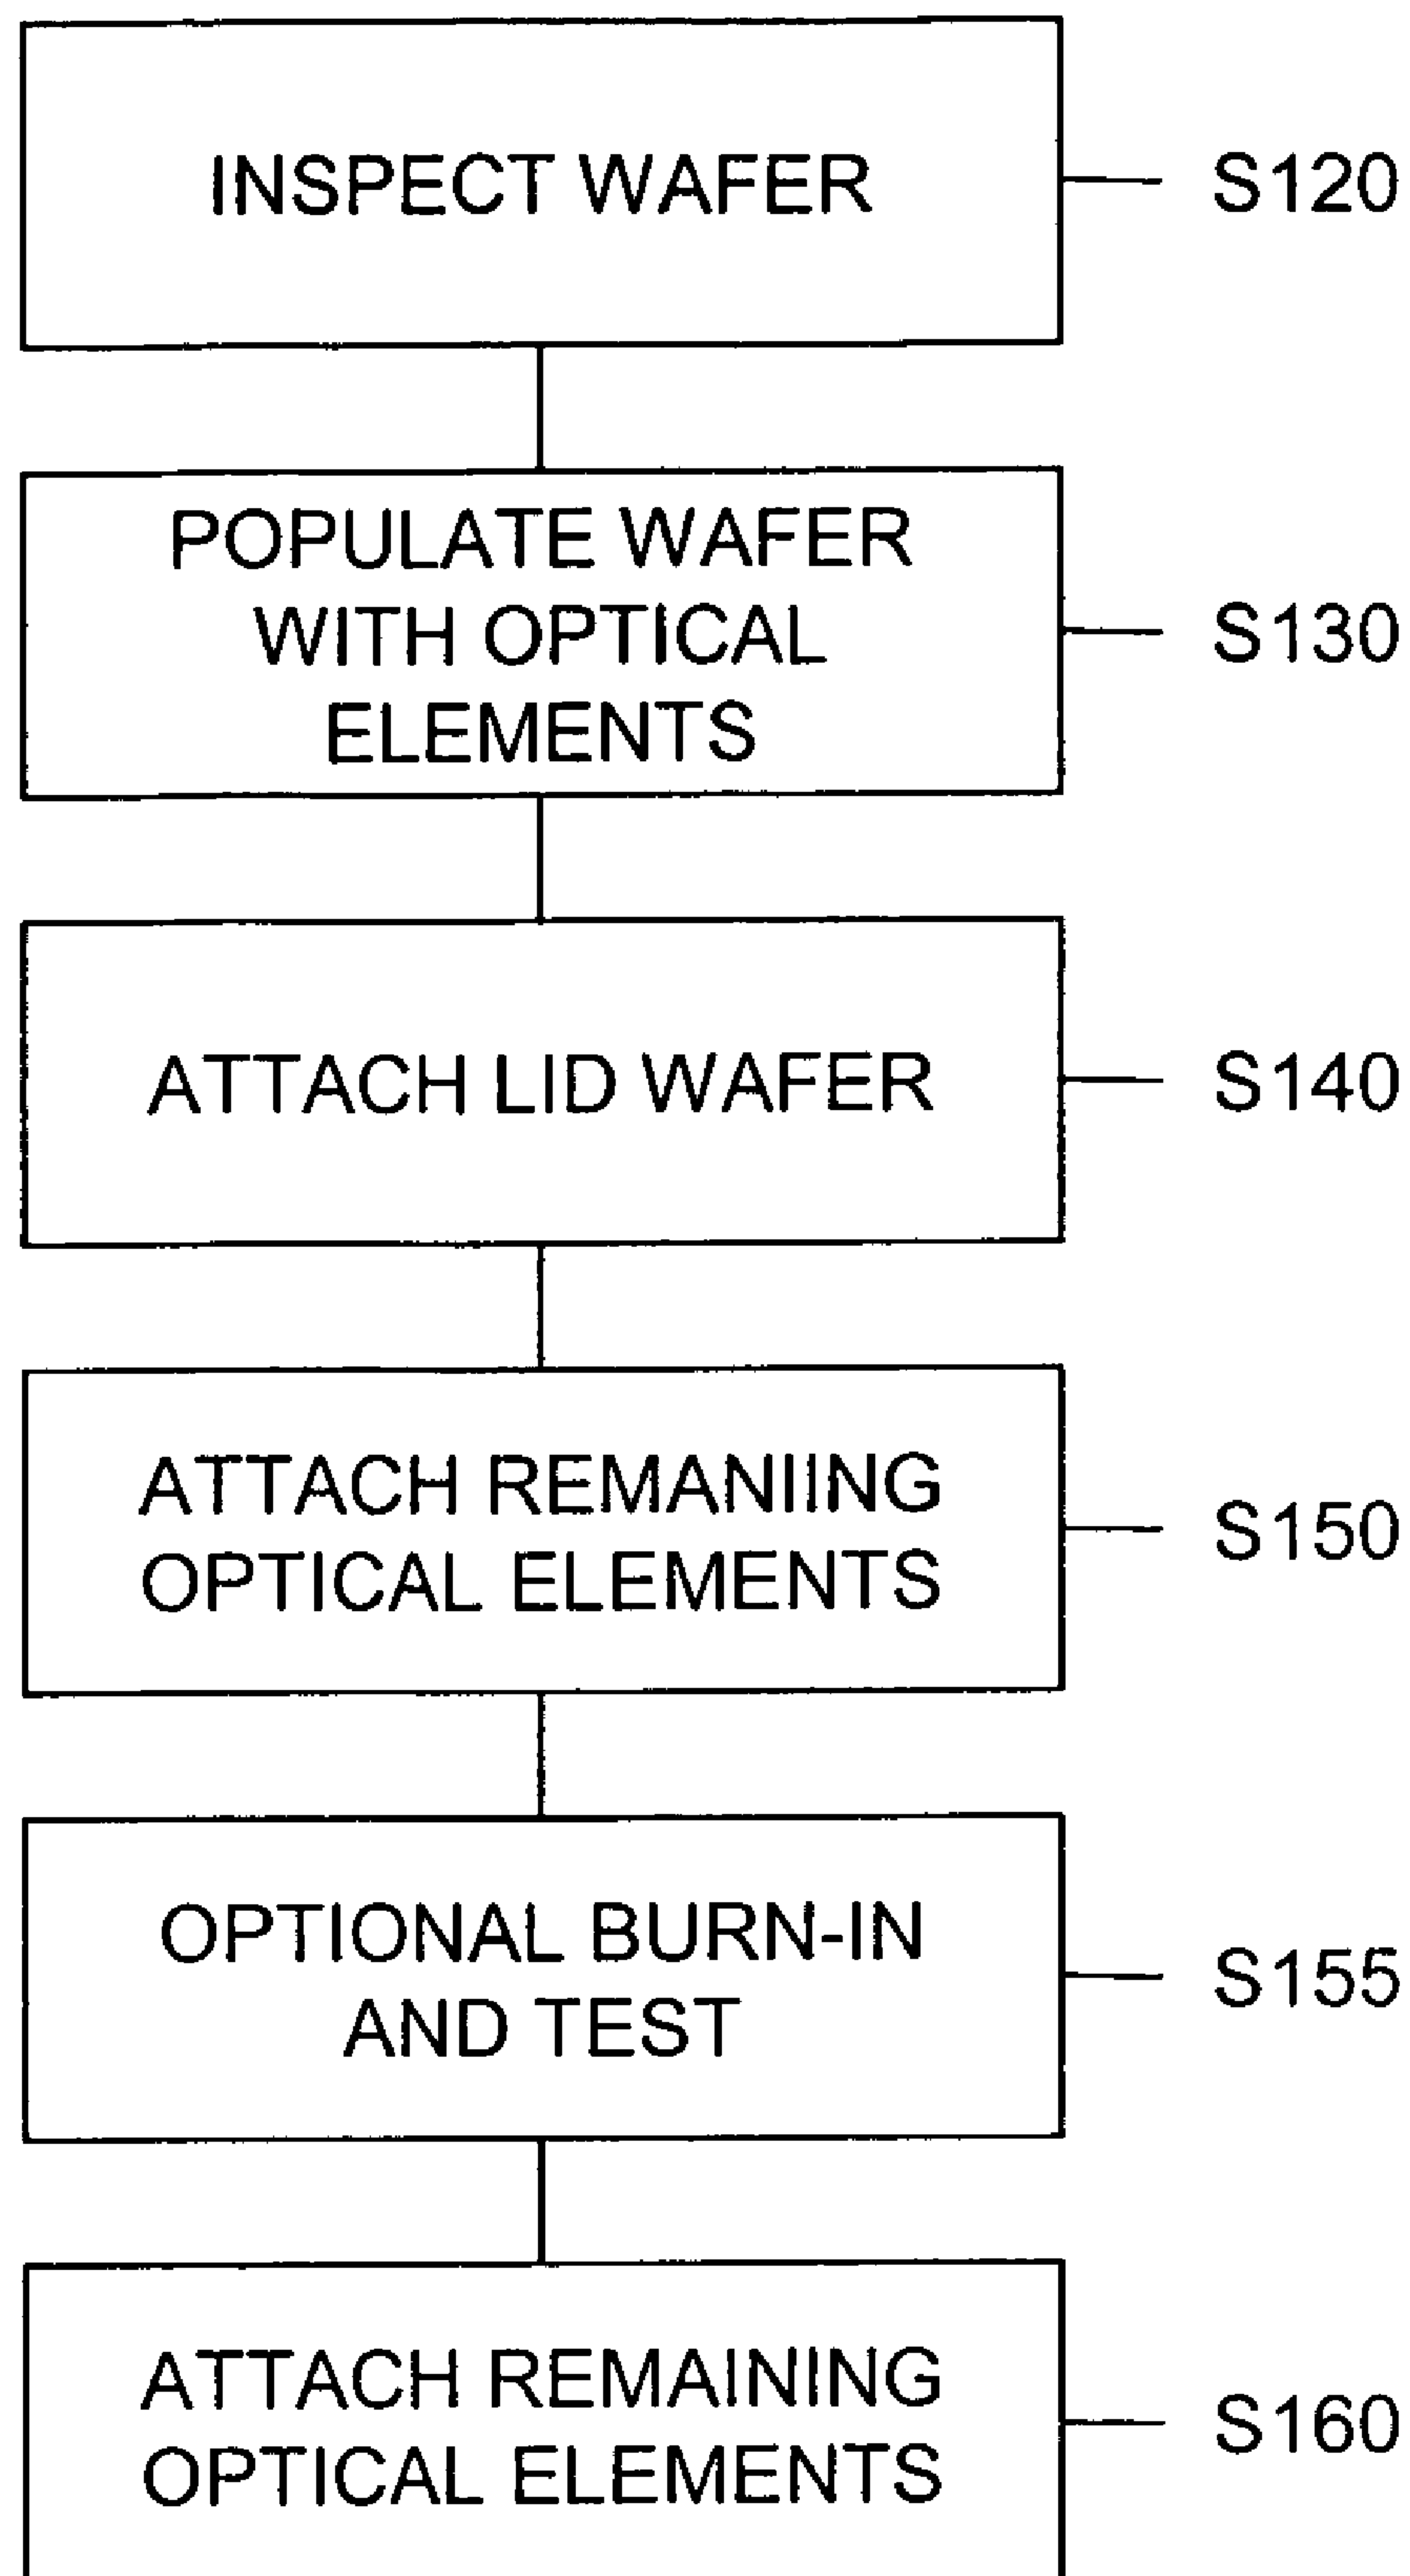 INSPECT WAFER
S120
POPULATE WAFER
WITH OPTICAL
ELEMENTS
S130
ATTACH LID WAFER
S140
ATTACH REMANIING
OPTICAL ELEMENTS
S150
OPTIONAL BURN-IN
AND TEST
S155
ATTACH REMAINING
OPTICAL ELEMENTS
S160